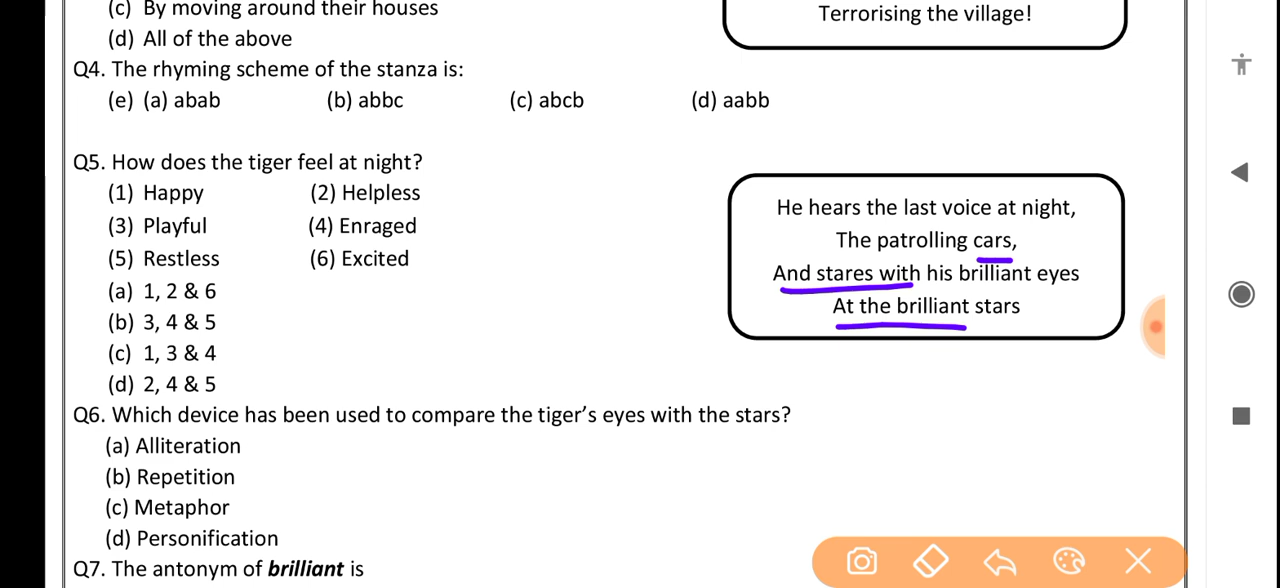 (c) By moving around their houses
Terrorising the village!
(d) All of the above
Q4. The rhyming scheme of the stanza is:
(e) (a) abab (b) abbc (c) abcb (d) aabb
Q5. How does the tiger feel at night?
(1) Happy (2) Helpless
(3) Playful (4) Enraged
(5) Restless (6) Excited
(a) 1, 2 & 6
(b) 3, 4 & 5
(c) 1, 3 & 4
(d) 2, 4 & 5
He hears the last voice at night,
The patrolling cars,
And stares with his brilliant eyes
At the brilliant stars
Q6. Which device has been used to compare the tiger’s eyes with the stars?
(a) Alliteration
(b) Repetition
(c) Metaphor
(d) Personification
Q7. The antonym of brilliant is